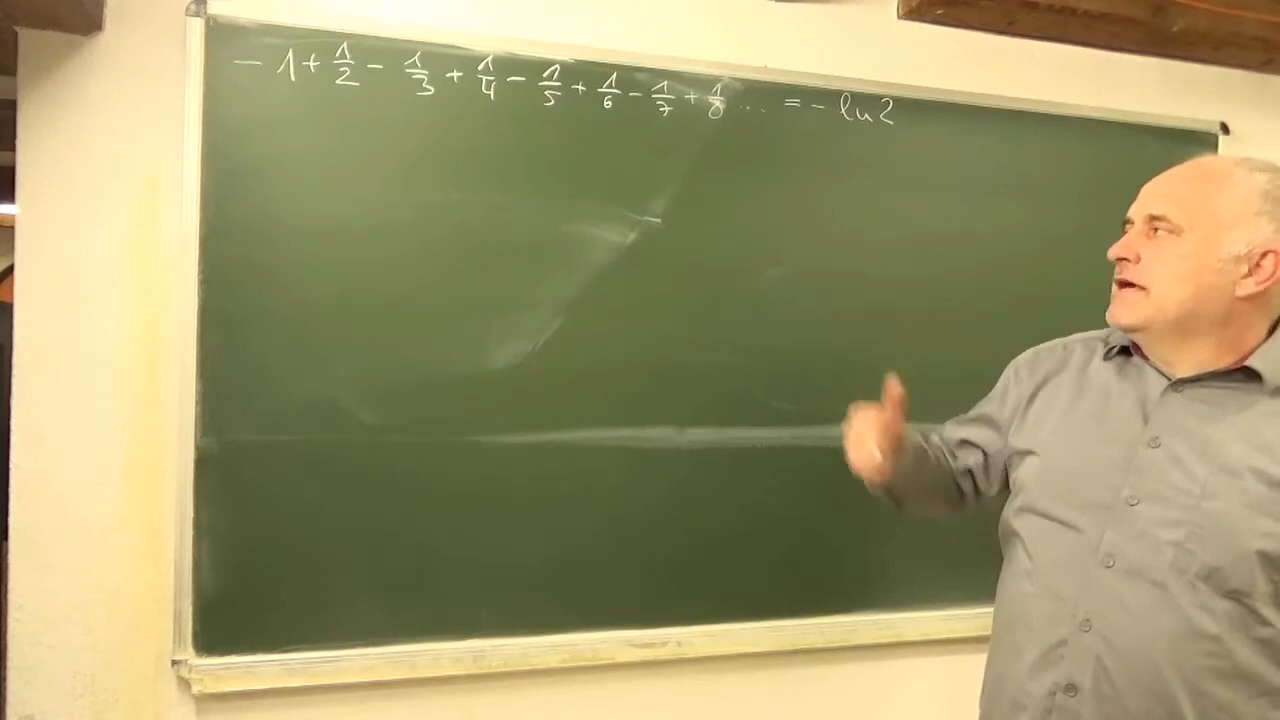 - 1 + 1/2 - 1/3 + 1/4 - 1/5 + 1/6 - 1/7 + 1/8 ... = - ln 2